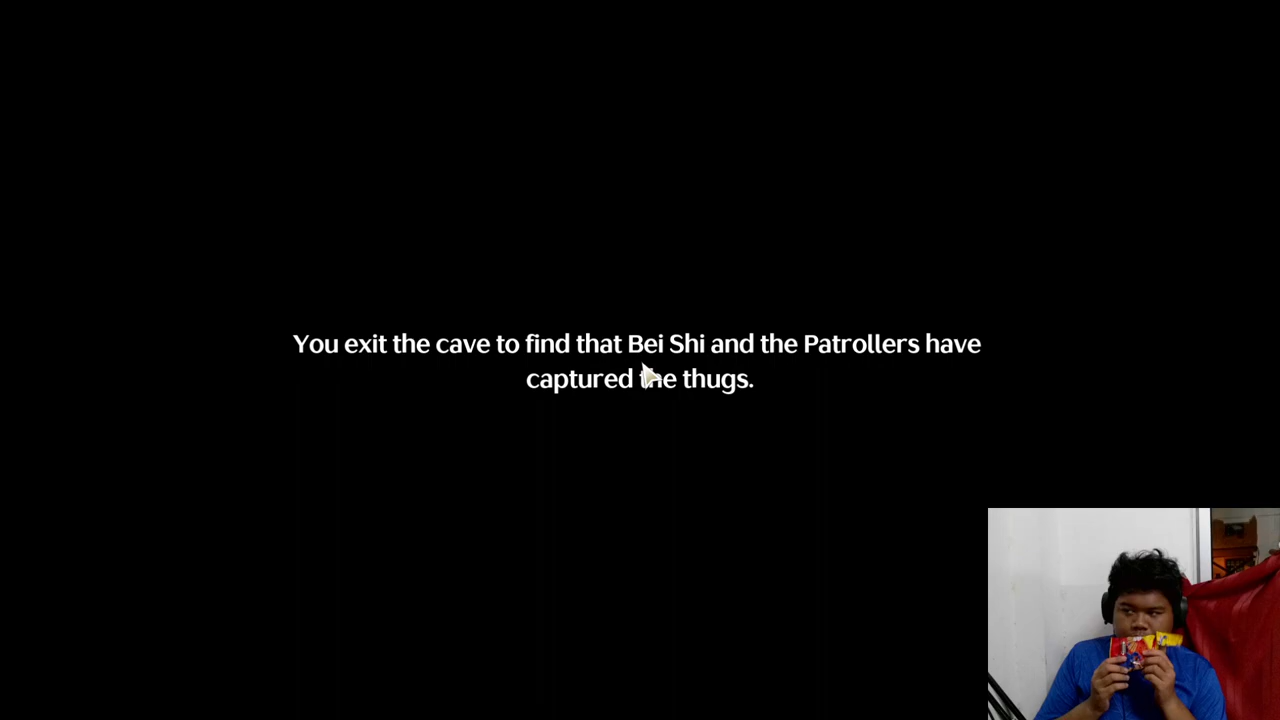 You exit the cave to find that Bei Shi and the Patrollers have
captured the thugs.